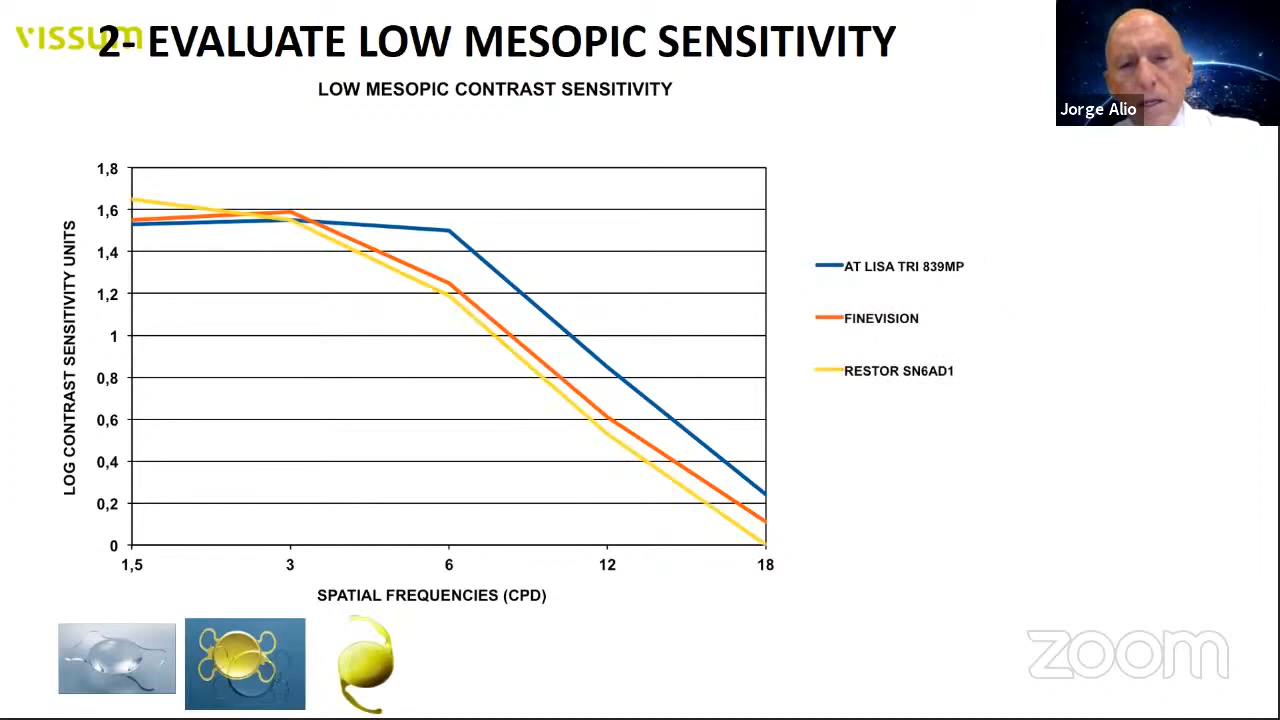 vissum
2- EVALUATE LOW MESOPIC SENSITIVITY
LOW MESOPIC CONTRAST SENSITIVITY
Jorge Alio
LOG CONTRAST SENSITIVITY UNITS
1,8
1,6
1,4
1,2
1
0,8
0,6
0,4
0,2
0
1,5 3 6 12 18
SPATIAL FREQUENCIES (CPD)
AT LISA TRI 839MP
FINEVISION
RESTOR SN6AD1
zoom